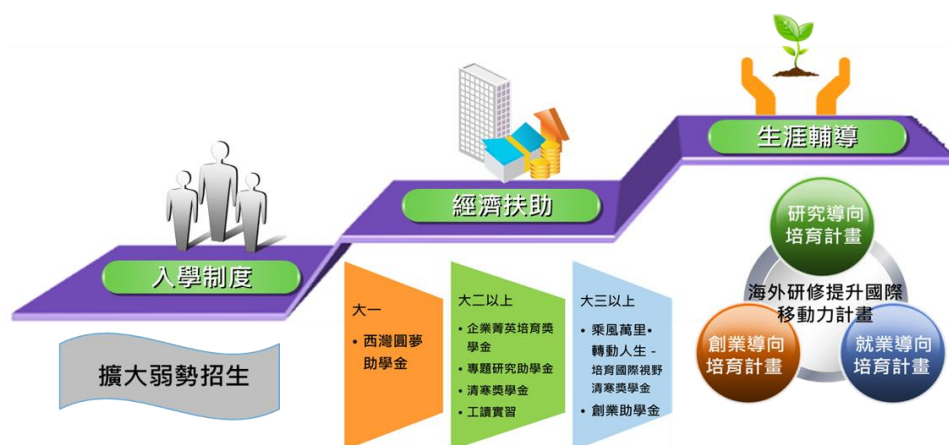 入學制度
擴大弱勢招生
經濟扶助
大一
• 西灣圓夢
助學金
大二以上
• 企業菁英培育獎
學金
• 專題研究助學金
• 清寒獎學金
• 工讀實習
大三以上
• 乘風萬里•
轉動人生 -
培育國際視野
清寒獎學金
• 創業助學金
生涯輔導
研究導向
培育計畫
海外研修提升國際
移動力計畫
創業導向
培育計畫
就業導向
培育計畫